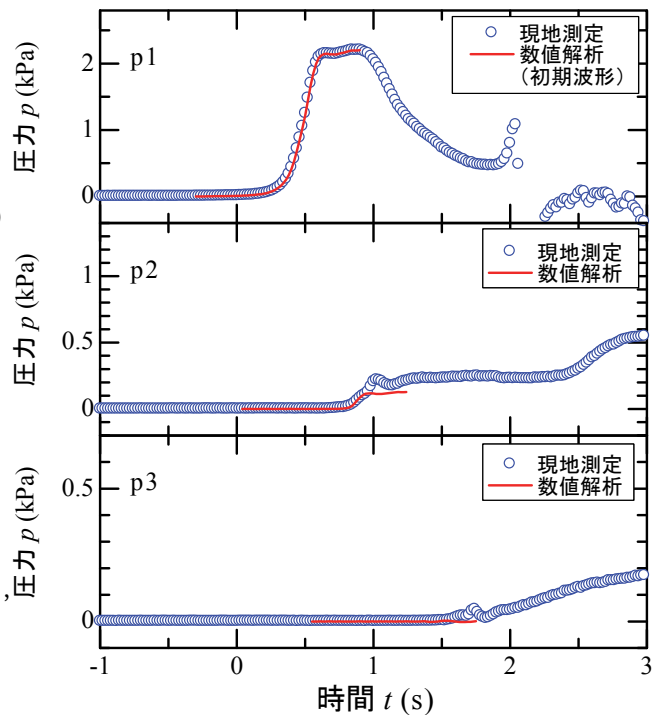 圧力 p (kPa)
2
1
0
p1
現地測定
数値解析
(初期波形)
圧力 p (kPa)
1
0.5
0
p2
現地測定
数値解析
圧力 p (kPa)
0.5
0
p3
現地測定
数値解析
-1 0 1 2 3
時間 t (s)